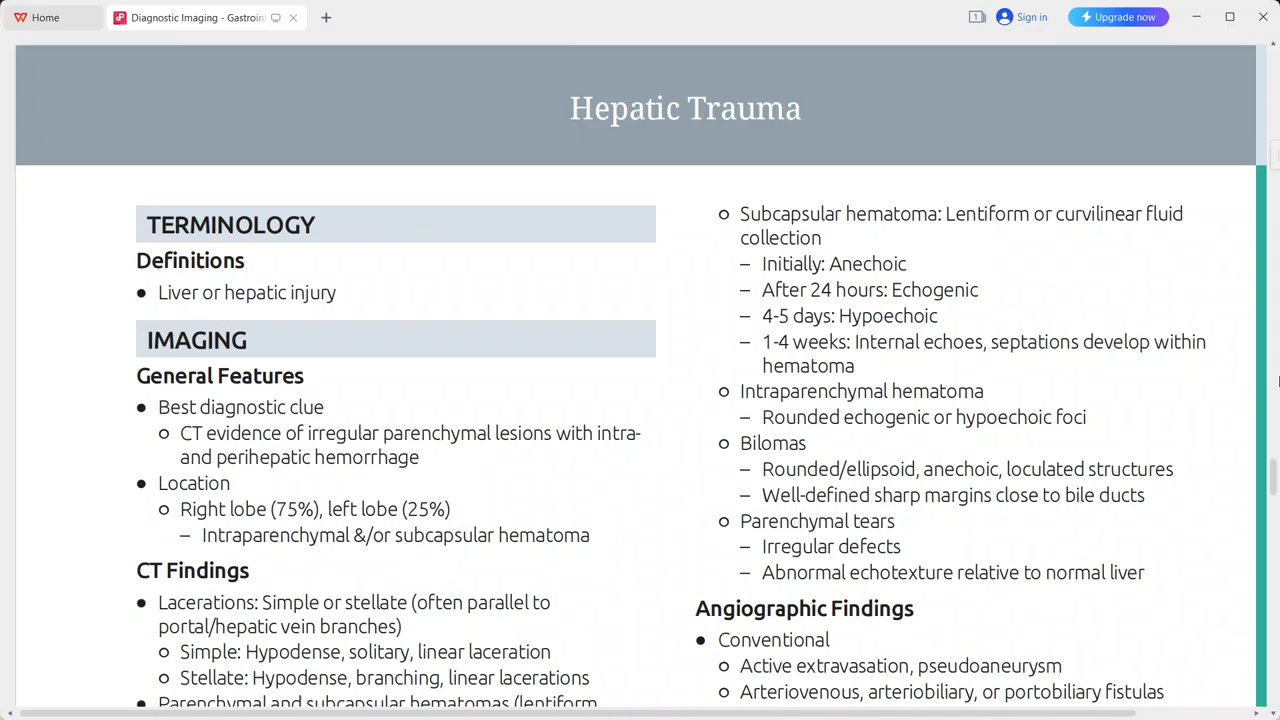 Home
Diagnostic Imaging - Gastroint
Sign in
Upgrade now
Hepatic Trauma
TERMINOLOGY
Definitions
● Liver or hepatic injury
IMAGING
General Features
● Best diagnostic clue
○ CT evidence of irregular parenchymal lesions with intra-
and perihepatic hemorrhage
● Location
○ Right lobe (75%), left lobe (25%)
– Intraparenchymal &/or subcapsular hematoma
CT Findings
● Lacerations: Simple or stellate (often parallel to
portal/hepatic vein branches)
○ Simple: Hypodense, solitary, linear laceration
○ Stellate: Hypodense, branching, linear lacerations
● Parenchymal and subcapsular hematomas (lentiform
○ Subcapsular hematoma: Lentiform or curvilinear fluid
collection
– Initially: Anechoic
– After 24 hours: Echogenic
– 4-5 days: Hypoechoic
– 1-4 weeks: Internal echoes, septations develop within
hematoma
○ Intraparenchymal hematoma
– Rounded echogenic or hypoechoic foci
○ Bilomas
– Rounded/ellipsoid, anechoic, loculated structures
– Well-defined sharp margins close to bile ducts
○ Parenchymal tears
– Irregular defects
– Abnormal echotexture relative to normal liver
Angiographic Findings
● Conventional
○ Active extravasation, pseudoaneurysm
○ Arteriovenous, arteriobiliary, or portobiliary fistulas